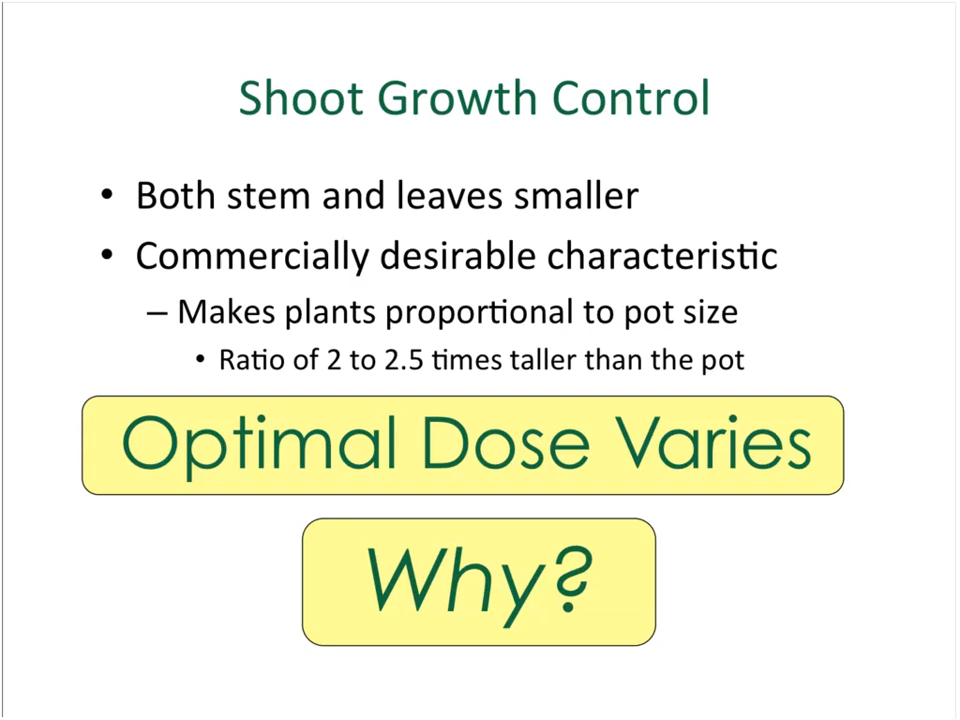 Shoot Growth Control
• Both stem and leaves smaller
• Commercially desirable characteristic
– Makes plants proportional to pot size
• Ratio of 2 to 2.5 times taller than the pot
Optimal Dose Varies
Why?